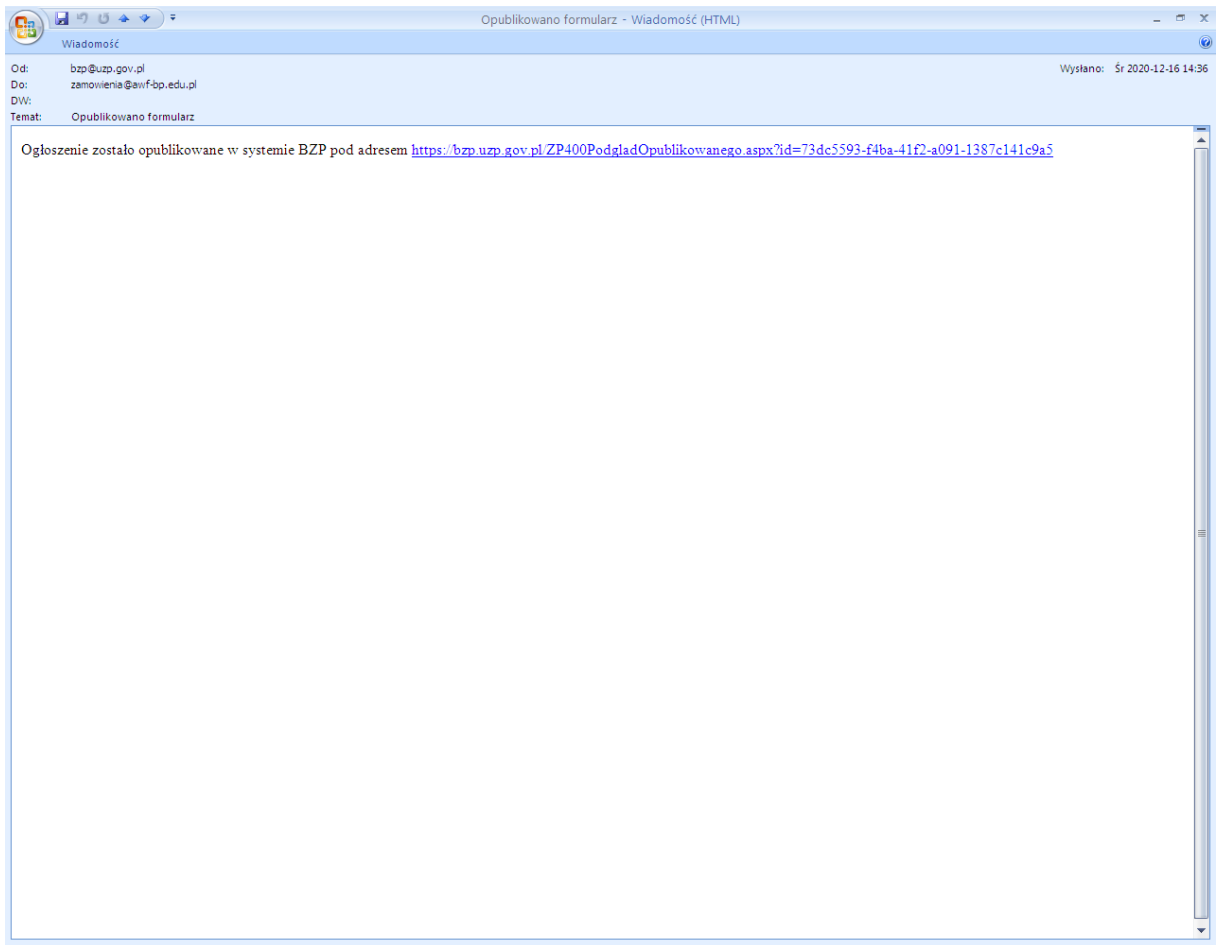 Opublikowano formularz - Wiadomość (HTML)
Wiadomość
Od: bzp@uzp.gov.pl Wysłano: Śr 2020-12-16 14:36
Do: zamowienia@awf-bp.edu.pl
DW:
Temat: Opublikowano formularz
Ogłoszenie zostało opublikowane w systemie BZP pod adresem https://bzp.uzp.gov.pl/ZP400PodgladOpublikowanego.aspx?id=73dc5593-f4ba-41f2-a091-1387c141c9a5